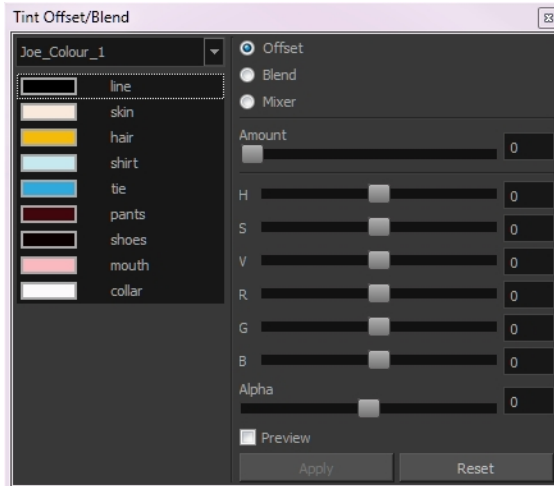 Tint Offset/Blend
Joe_Colour_1
line
skin
hair
shirt
tie
pants
shoes
mouth
collar
Offset
Blend
Mixer
Amount
0
H 0
S 0
V 0
R 0
G 0
B 0
Alpha
0
Preview
Apply Reset